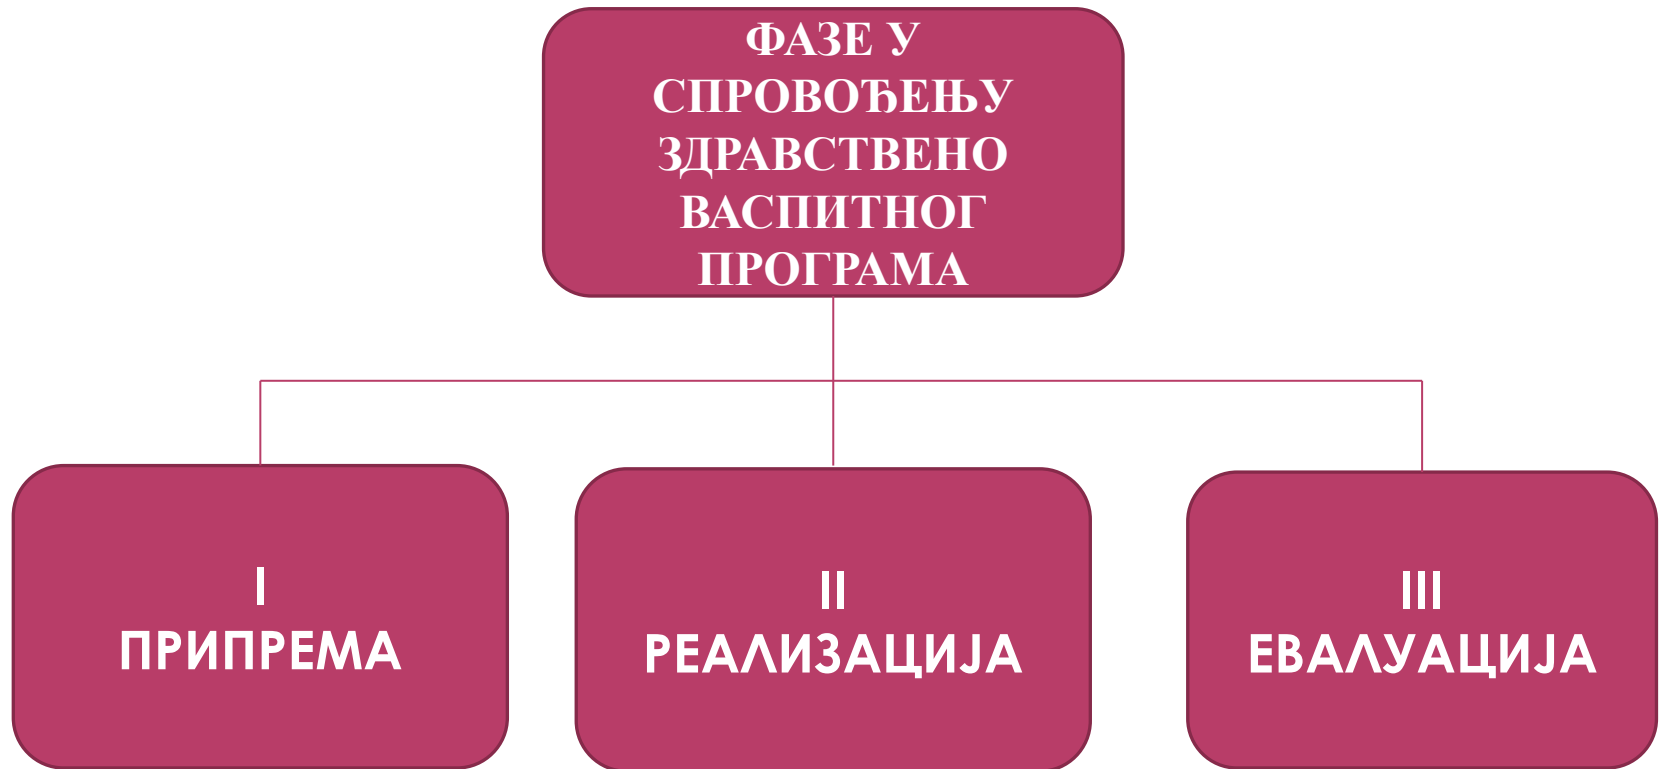 ФАЗЕ У
СПРОВОЂЕЊУ
ЗДРАВСТВЕНО
ВАСПИТНОГ
ПРОГРАМА
I
ПРИПРЕМА
II
РЕАЛИЗАЦИЈА
III
ЕВАЛУАЦИЈА